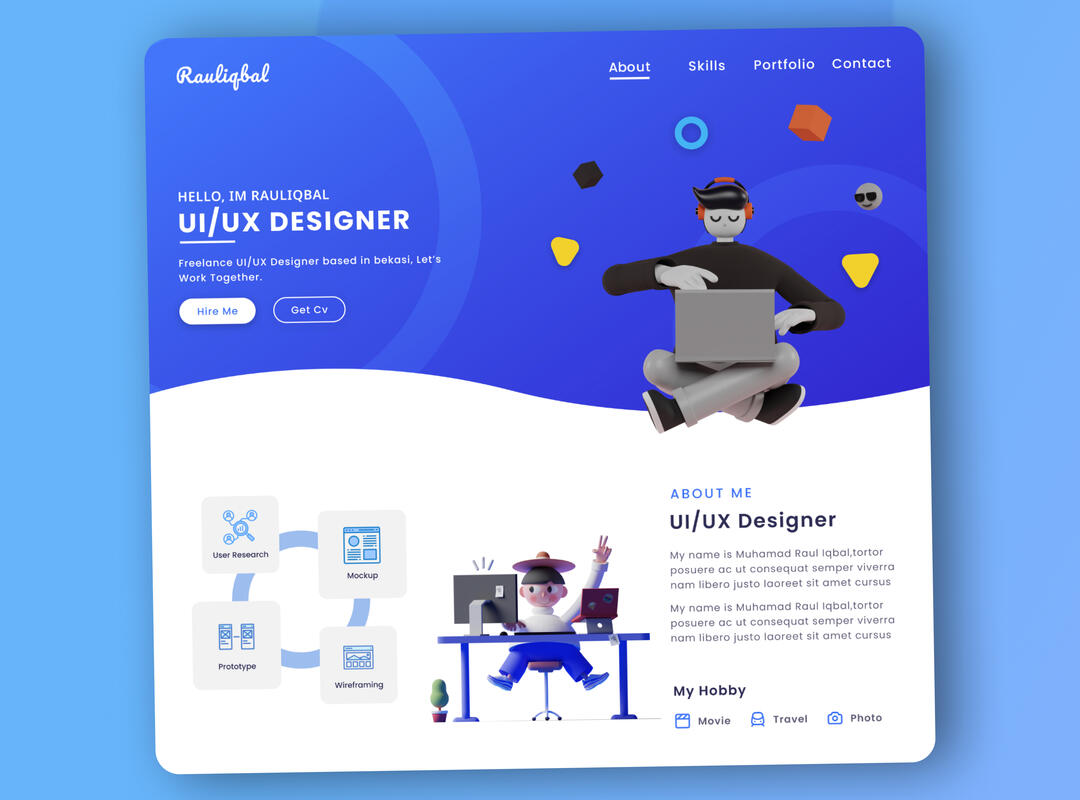 Rauliqbal
About Skills Portfolio Contact
HELLO, IM RAULIQBAL
UI/UX DESIGNER
Freelance UI/UX Designer based in bekasi, Let's
Work Together.
Hire Me Get Cv
User Research
Mockup
Prototype
Wireframing
ABOUT ME
UI/UX Designer
My name is Muhamad Raul Iqbal,tortor
posuere ac ut consequat semper viverra
nam libero justo laoreet sit amet cursus
My name is Muhamad Raul Iqbal,tortor
posuere ac ut consequat semper viverra
nam libero justo laoreet sit amet cursus
My Hobby
Movie Travel Photo